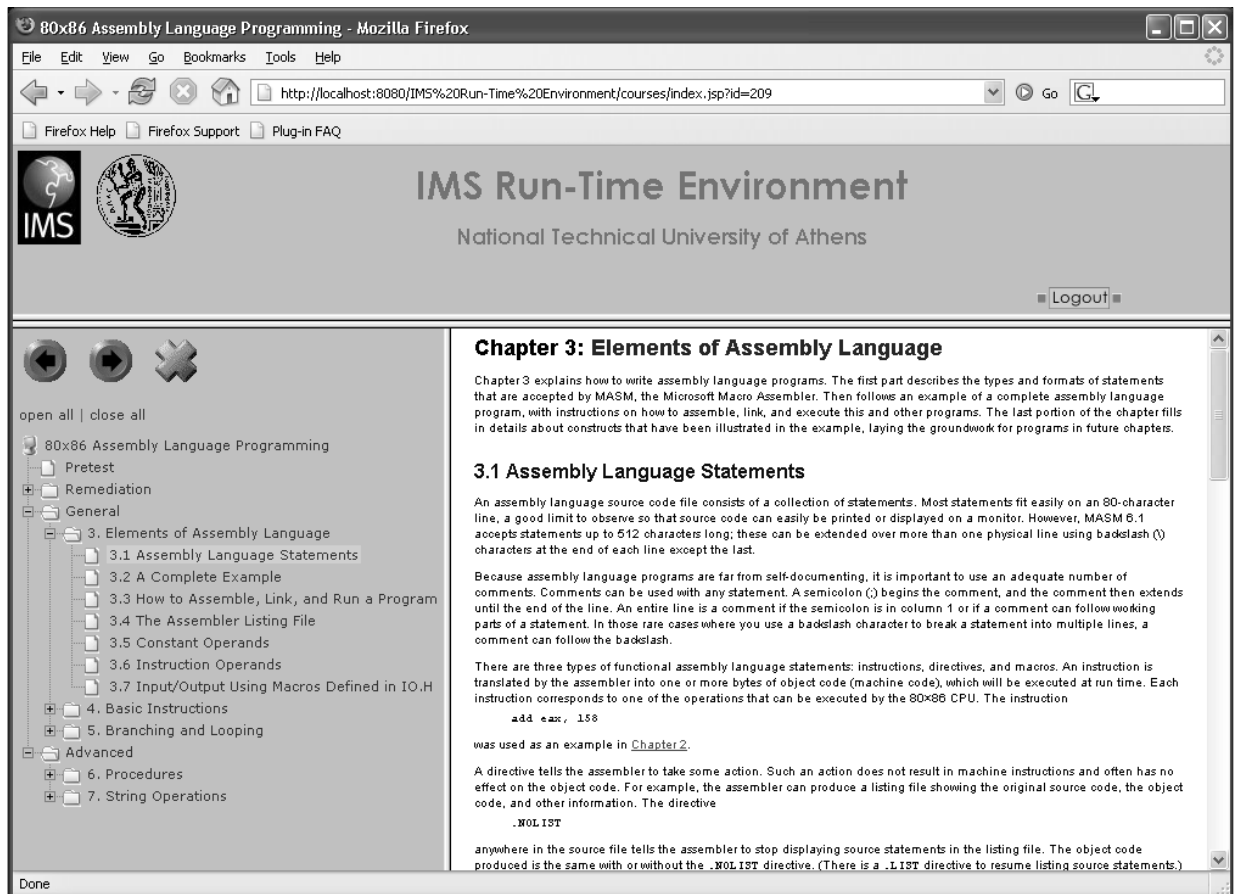 80x86 Assembly Language Programming - Mozilla Firefox
File Edit View Go Bookmarks Tools Help
http://localhost:8080/IMS%20Run-Time%20Environment/courses/index.jsp?id=209
Go
G
Firefox Help Firefox Support Plug-in FAQ
IMS
IMS Run-Time Environment
National Technical University of Athens
Logout
open all | close all
80x86 Assembly Language Programming
Pretest
Remediation
General
3. Elements of Assembly Language
3.1 Assembly Language Statements
3.2 A Complete Example
3.3 How to Assemble, Link, and Run a Program
3.4 The Assembler Listing File
3.5 Constant Operands
3.6 Instruction Operands
3.7 Input/Output Using Macros Defined in IO.H
4. Basic Instructions
5. Branching and Looping
Advanced
6. Procedures
7. String Operations
Chapter 3: Elements of Assembly Language
Chapter 3 explains how to write assembly language programs. The first part describes the types and formats of statements
that are accepted by MASM, the Microsoft Macro Assembler. Then follows an example of a complete assembly language
program, with instructions on how to assemble, link, and execute this and other programs. The last portion of the chapter fills
in details about constructs that have been illustrated in the example, laying the groundwork for programs in future chapters.
3.1 Assembly Language Statements
An assembly language source code file consists of a collection of statements. Most statements fit easily on an 80-character
line, a good limit to observe so that source code can easily be printed or displayed on a monitor. However, MASM 6.1
accepts statements up to 512 characters long; these can be extended over more than one physical line using backslash (\)
characters at the end of each line except the last.
Because assembly language programs are far from self-documenting, it is important to use an adequate number of
comments. Comments can be used with any statement. A semicolon (;) begins the comment, and the comment then extends
until the end of the line. An entire line is a comment if the semicolon is in column 1 or if a comment can follow working
parts of a statement. In those rare cases where you use a backslash character to break a statement into multiple lines, a
comment can follow the backslash.
There are three types of functional assembly language statements: instructions, directives, and macros. An instruction is
translated by the assembler into one or more bytes of object code (machine code), which will be executed at run time. Each
instruction corresponds to one of the operations that can be executed by the 80×86 CPU. The instruction
add eax, 158
was used as an example in Chapter 2.
A directive tells the assembler to take some action. Such an action does not result in machine instructions and often has no
effect on the object code. For example, the assembler can produce a listing file showing the original source code, the object
code, and other information. The directive
.NOLIST
anywhere in the source file tells the assembler to stop displaying source statements in the listing file. The object code
produced is the same with or without the .NOLIST directive. (There is a .LIST directive to resume listing source statements.)
Done